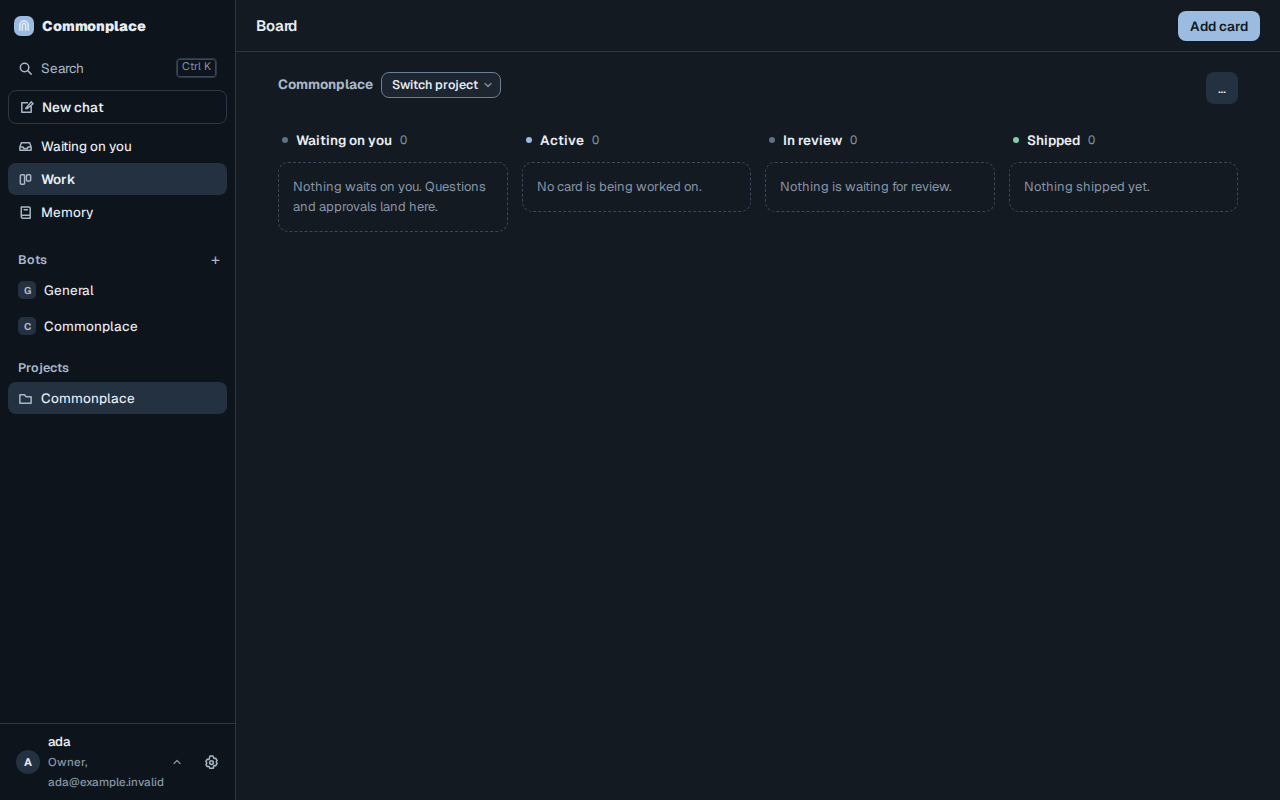 Commonplace
Search
Ctrl K
New chat
Waiting on you
Work
Memory
Bots
+
G
General
C
Commonplace
Projects
Commonplace
A
ada
Owner,
ada@example.invalid
Board
Add card
Commonplace
Switch project
...
Waiting on you 0
Nothing waits on you. Questions
and approvals land here.
Active 0
No card is being worked on.
In review 0
Nothing is waiting for review.
Shipped 0
Nothing shipped yet.